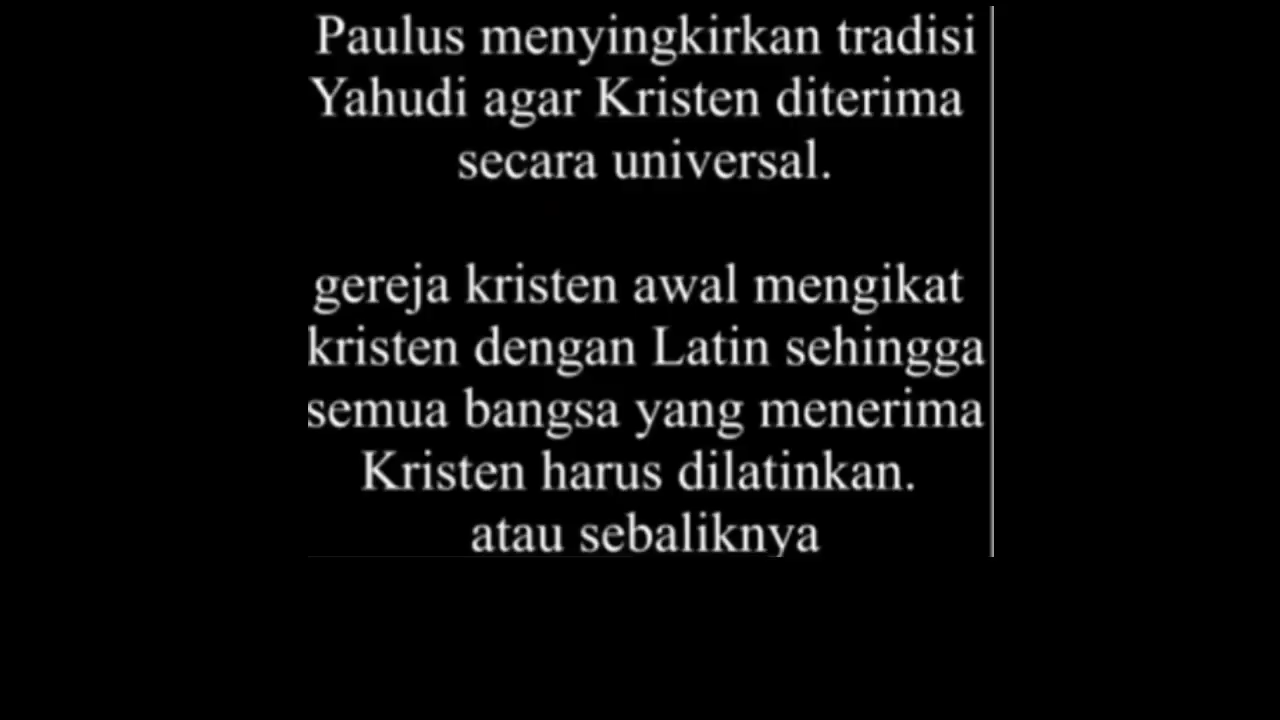 Paulus menyingkirkan tradisi
Yahudi agar Kristen diterima
secara universal.
gereja kristen awal mengikat
kristen dengan Latin sehingga
semua bangsa yang menerima
Kristen harus dilatinkan.
atau sebaliknya